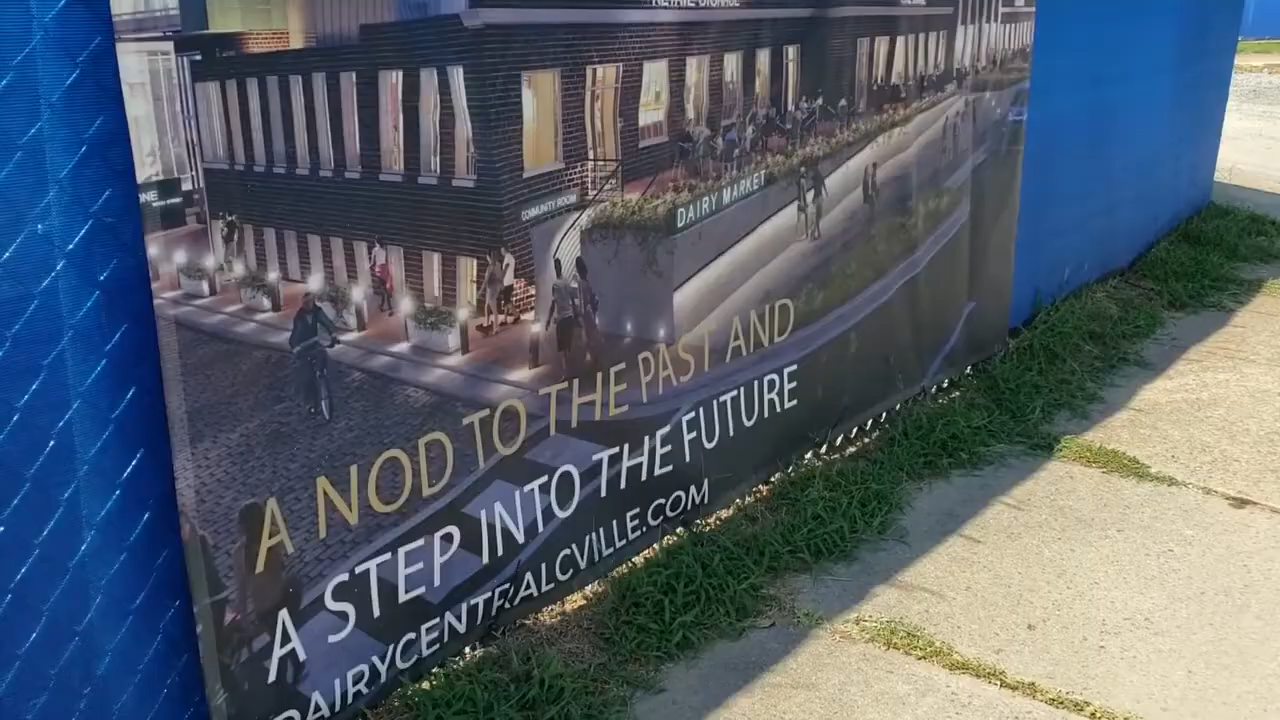 COMMUNITY ROOM
DAIRY MARKET
A NOD TO THE PAST AND
A STEP INTO THE FUTURE
DAIRYCENTRALCVILLE.COM